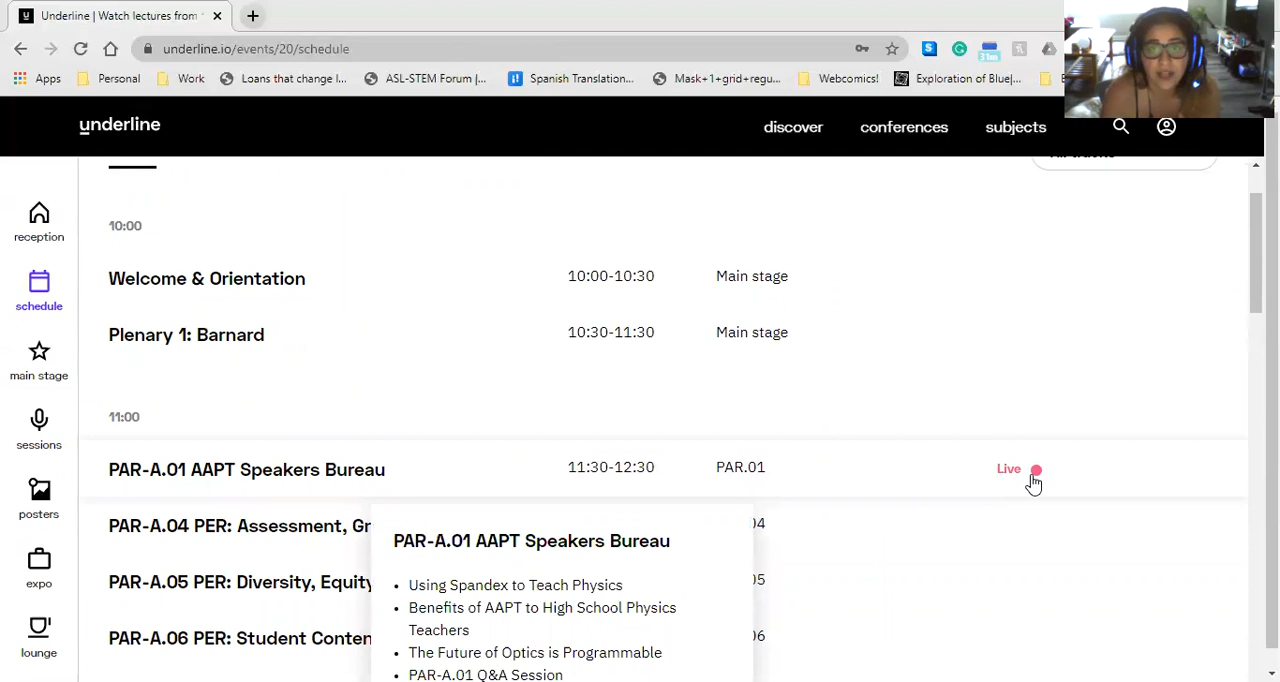 Underline | Watch lectures from
underline.io/events/20/schedule
Apps Personal Work Loans that change l... ASL-STEM Forum |... Spanish Translation... Mask+1+grid+regu... Webcomics! Exploration of Blue|...
underline
discover conferences subjects
reception
schedule
main stage
sessions
posters
expo
lounge
10:00
Welcome & Orientation 10:00-10:30 Main stage
Plenary 1: Barnard 10:30-11:30 Main stage
11:00
PAR-A.01 AAPT Speakers Bureau 11:30-12:30 PAR.01 Live
PAR-A.04 PER: Assessment, Gr 04
PAR-A.05 PER: Diversity, Equity 05
PAR-A.06 PER: Student Conten 06
PAR-A.01 AAPT Speakers Bureau
• Using Spandex to Teach Physics
• Benefits of AAPT to High School Physics
Teachers
• The Future of Optics is Programmable
• PAR-A.01 Q&A Session